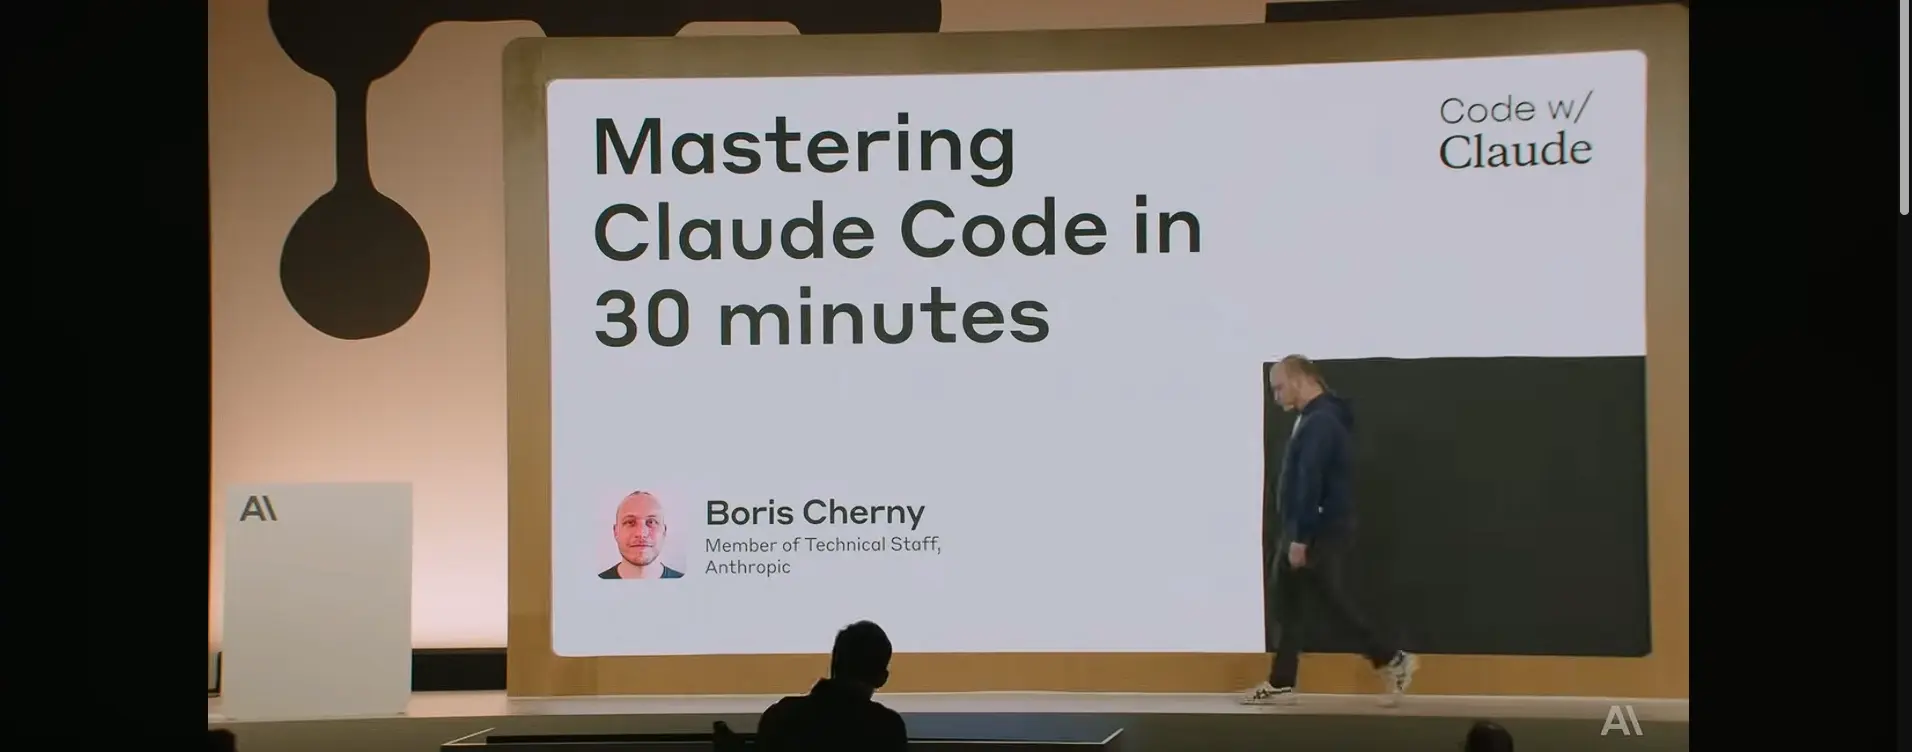 Mastering
Claude Code in
30 minutes
Code w/
Claude
Boris Cherny
Member of Technical Staff,
Anthropic
A\
A\